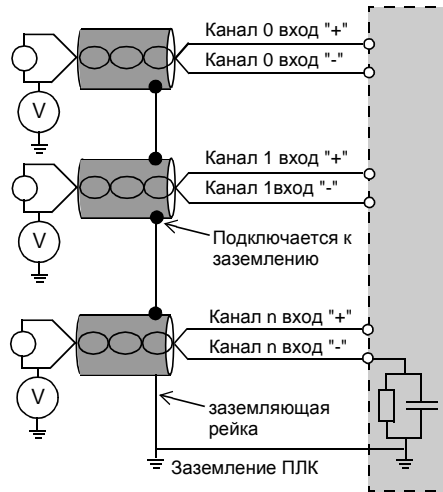 Канал 0 вход "+"
Канал 0 вход "-"
V
Канал 1 вход "+"
Канал 1вход "-"
V
Подключается к
заземлению
Канал n вход "+"
Канал n вход "-"
V
заземляющая
рейка
Заземление ПЛК